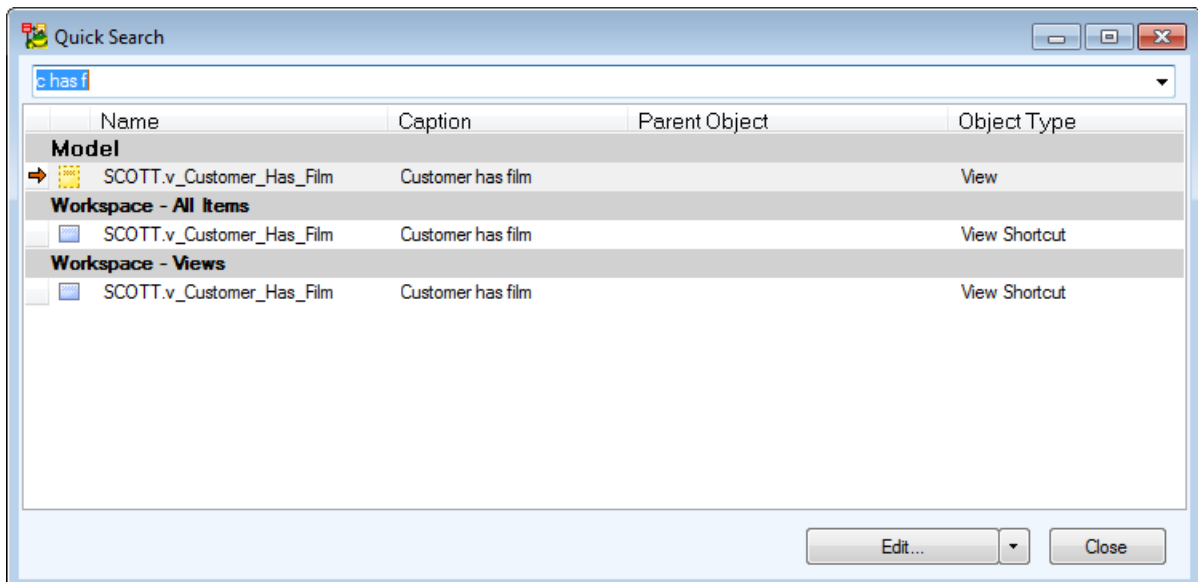 Quick Search
c has f
Name Caption Parent Object Object Type
Model
SCOTT.v_Customer_Has_Film Customer has film View
Workspace - All Items
SCOTT.v_Customer_Has_Film Customer has film View Shortcut
Workspace - Views
SCOTT.v_Customer_Has_Film Customer has film View Shortcut
Edit... Close